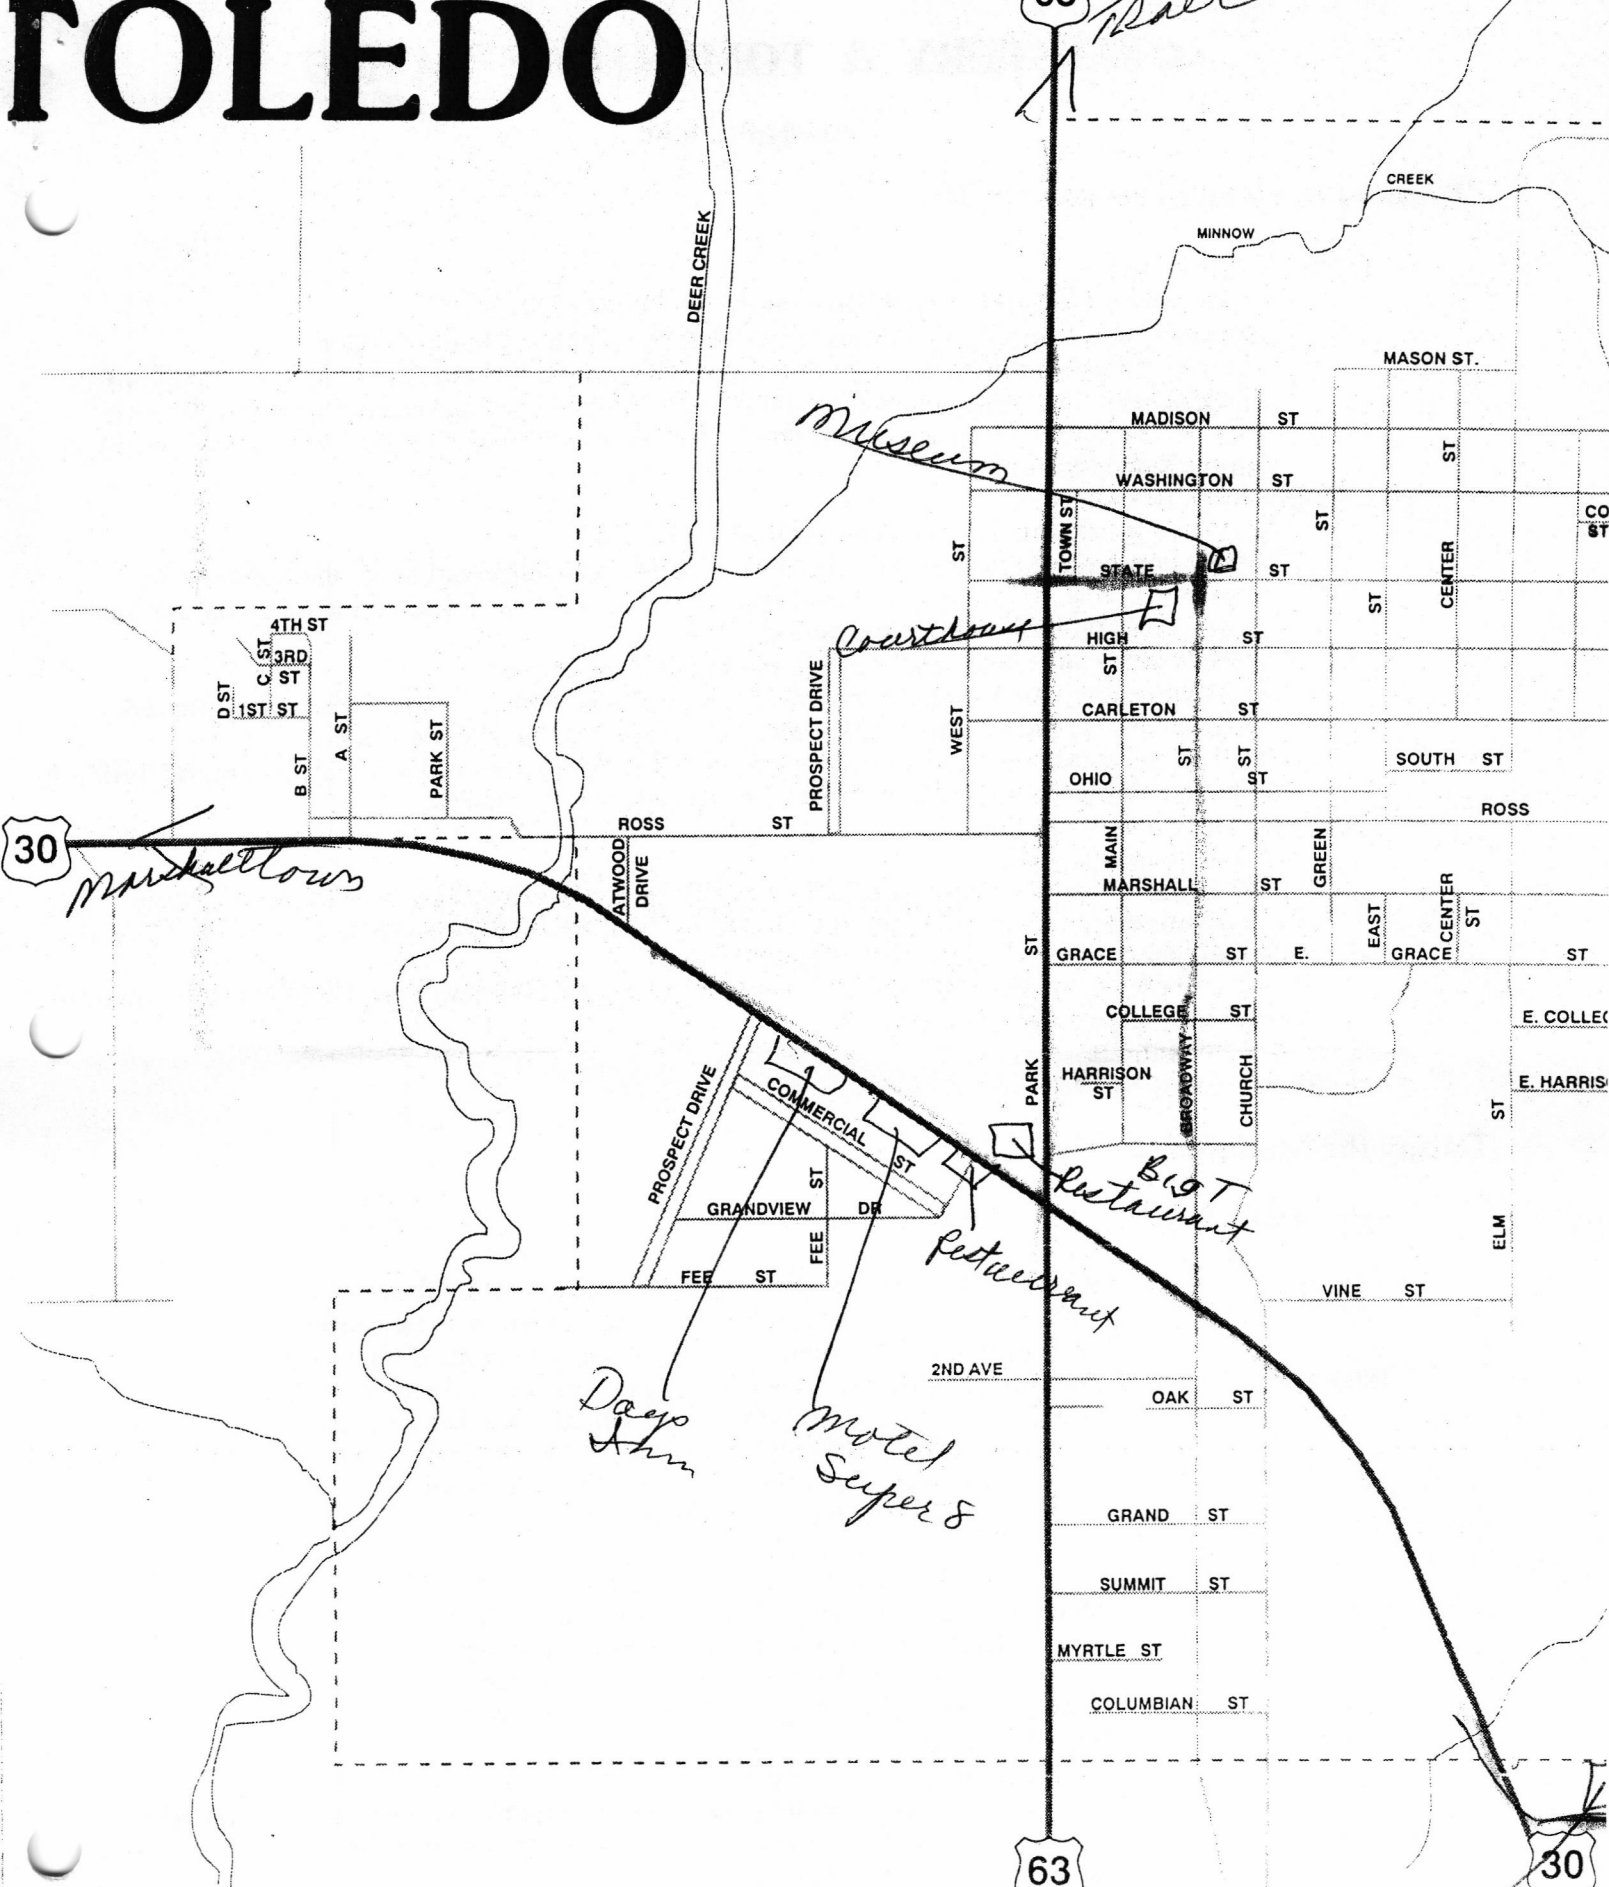 TOLEDO
CREEK
MINNOW
DEER CREEK
MASON ST.
Museum
MADISON ST
ST
WASHINGTON ST
TOWN ST
ST
CO
ST
ST
STATE ST
CENTER
ST
4TH ST
C ST
3RD
ST
D ST
1ST ST
Courthouse
HIGH ST
ST
B ST
A ST
PARK ST
PROSPECT DRIVE
WEST
CARLETON ST
ST
ST
SOUTH ST
OHIO ST
ROSS ST
ROSS
30
Marshalltown
ATWOOD
DRIVE
MAIN
GREEN
MARSHALL ST
EAST
CENTER
ST
ST
GRACE ST E. GRACE ST
COLLEGE ST
E. COLLEG
PARK
HARRISON
ST
BROADWAY
CHURCH
E. HARRIS
ST
PROSPECT DRIVE
COMMERCIAL
ST
ST
Big T
Restaurant
GRANDVIEW DR
FEE
Restaurant
ELM
FEE ST
VINE ST
2ND AVE
Days
Inn
Motel
Super 8
OAK ST
GRAND ST
SUMMIT ST
MYRTLE ST
COLUMBIAN ST
63
30